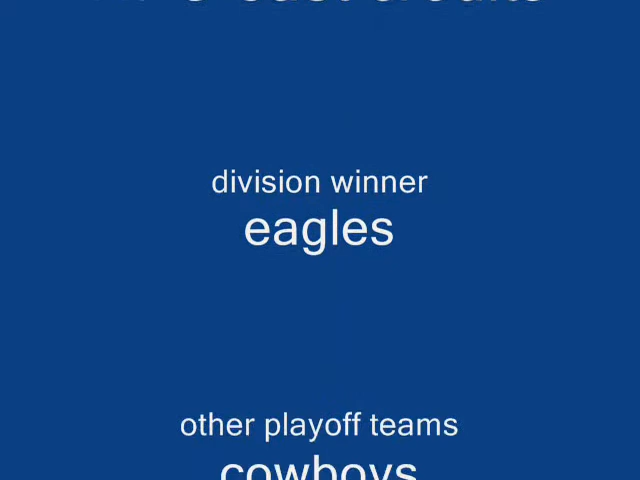 division winner
eagles
other playoff teams
cowboys